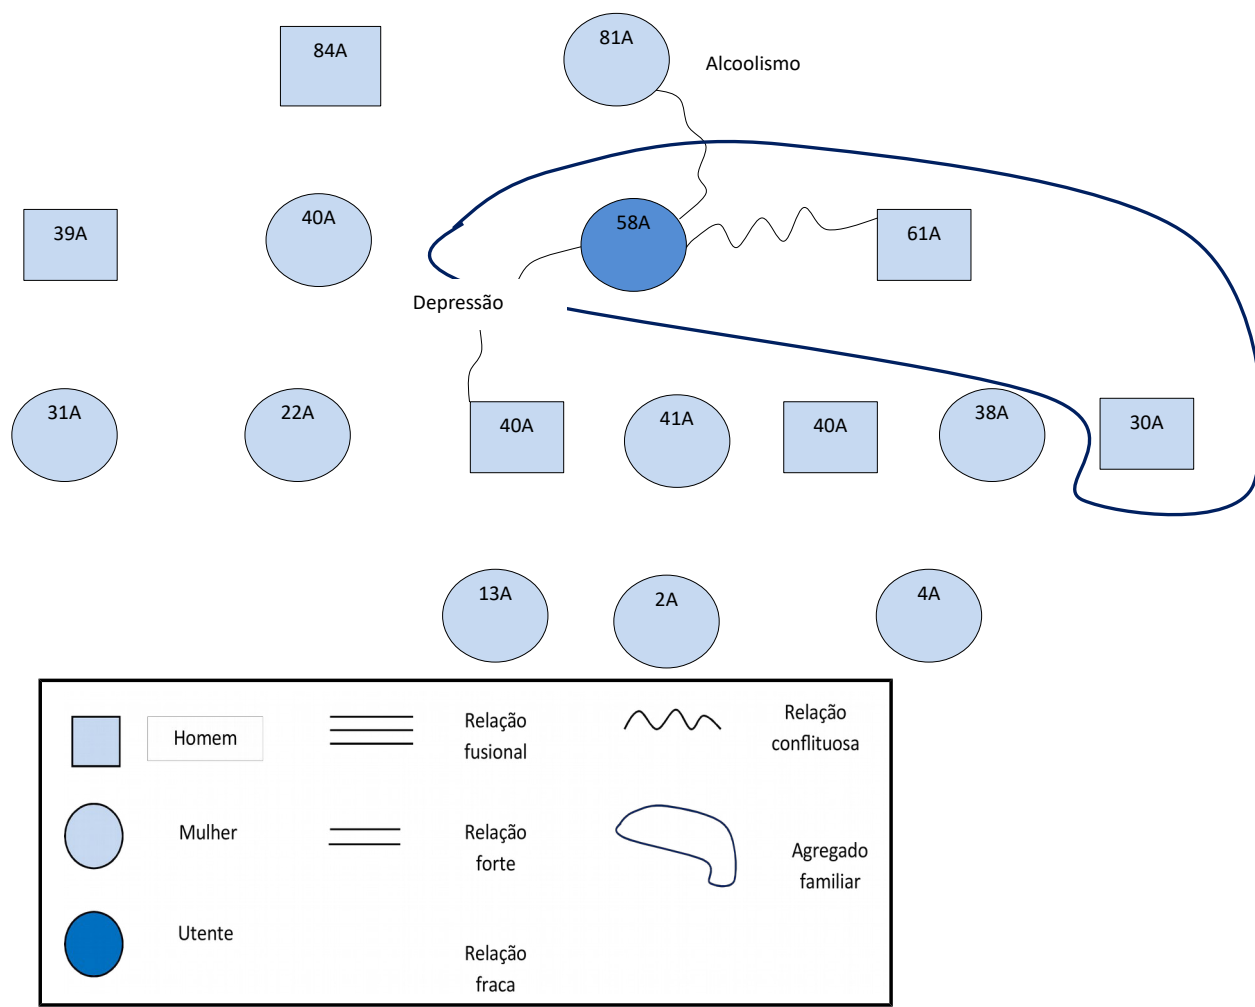 84A
81A
Alcoolismo
39A
40A
58A
61A
Depressão
31A
22A
40A
41A
40A
38A
30A
13A
2A
4A
Homem
Relação
fusional
Relação
conflituosa
Mulher
Relação
forte
Agregado
familiar
Utente
Relação
fraca